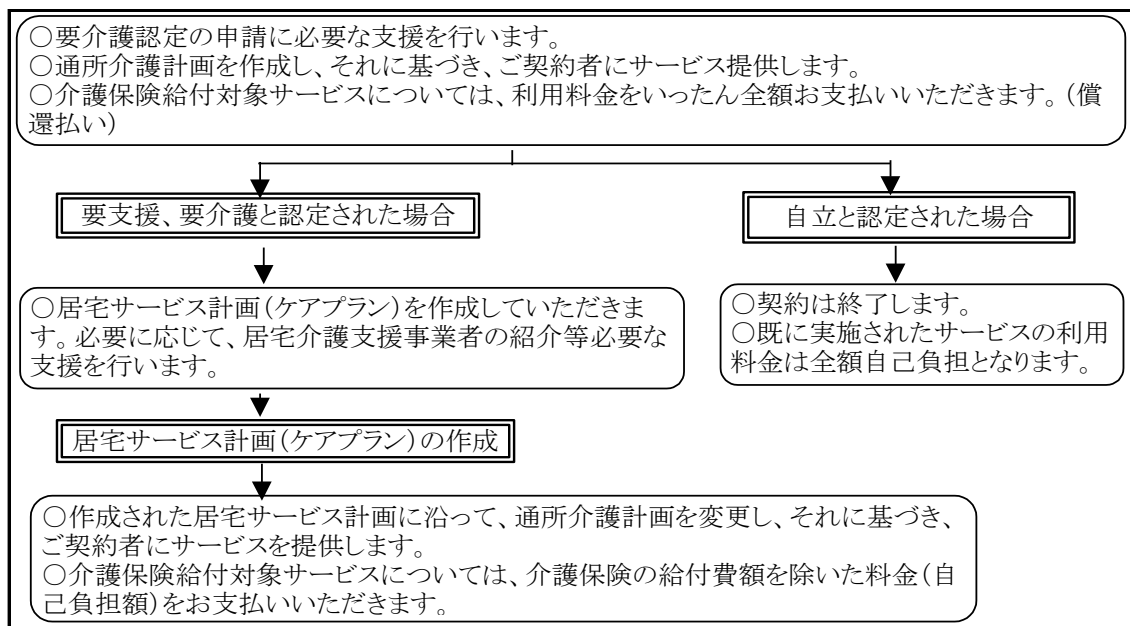 ○要介護認定の申請に必要な支援を行います。
○通所介護計画を作成し、それに基づき、ご契約者にサービス提供します。
○介護保険給付対象サービスについては、利用料金をいったん全額お支払いいただきます。(償
還払い)
要支援、要介護と認定された場合
自立と認定された場合
○居宅サービス計画(ケアプラン)を作成していただきま
す。必要に応じて、居宅介護支援事業者の紹介等必要な
支援を行います。
○契約は終了します。
○既に実施されたサービスの利用
料金は全額自己負担となります。
居宅サービス計画(ケアプラン)の作成
○作成された居宅サービス計画に沿って、通所介護計画を変更し、それに基づき、
ご契約者にサービスを提供します。
○介護保険給付対象サービスについては、介護保険の給付費額を除いた料金(自
己負担額)をお支払いいただきます。